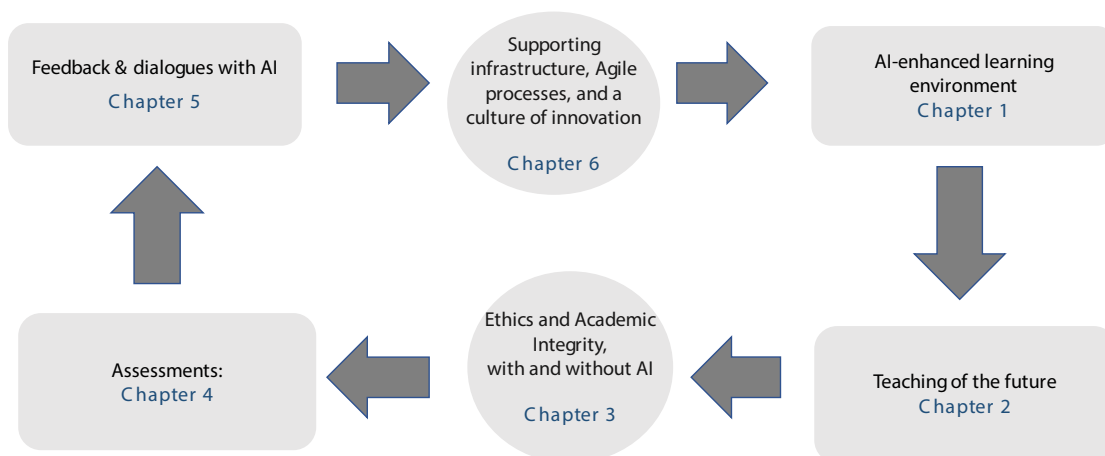 Feedback & dialogues with AI
Chapter 5
Supporting
infrastructure, Agile
processes, and a
culture of innovation
Chapter 6
AI-enhanced learning
environment
Chapter 1
Assessments:
Chapter 4
Ethics and Academic
Integrity,
with and without AI
Chapter 3
Teaching of the future
Chapter 2